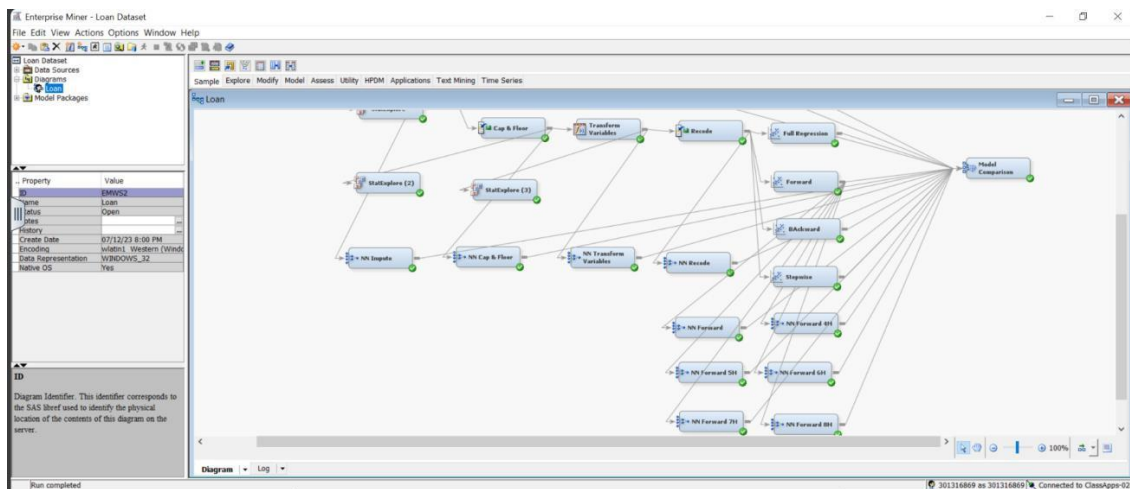 Enterprise Miner - Loan Dataset
File Edit View Actions Options Window Help
Loan Dataset
Data Sources
Diagrams
Loan
Model Packages
Sample Explore Modify Model Assess Utility HPDM Applications Text Mining Time Series
Loan
Cap & Floor
Transform
Variables
Recode
Full Regression
Model
Comparison
StatExplore (2)
StatExplore (3)
Forward
BAckward
NN Impute
NN Cap & Floor
NN Transform
Variables
NN Recode
Stepwise
NN Forward
NN Forward 4H
NN Forward 5H
NN Forward 6H
NN Forward 7H
NN Forward 8H
.. Property Value
ID EMWS2
Name Loan
Status Open
Notes
History
Create Date 07/12/23 8:00 PM
Encoding wlatin1 Western (Windo
Data Representation WINDOWS_32
Native OS Yes
ID
Diagram Identifier. This identifier corresponds to
the SAS libref used to identify the physical
location of the contents of this diagram on the
server.
100%
Diagram Log
Run completed
301316869 as 301316869 Connected to ClassApps-02